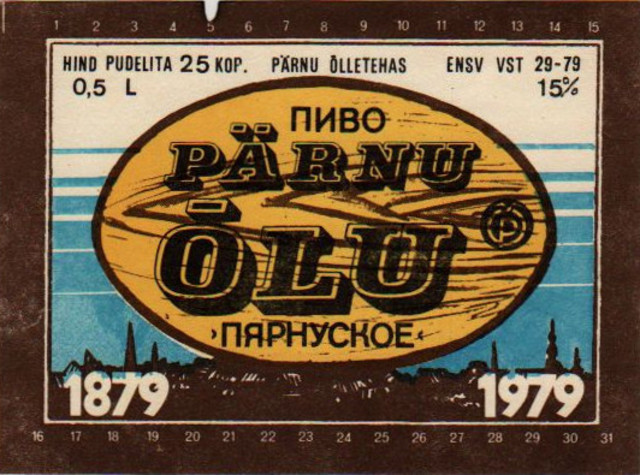 1 2 3 4 5 6 7 8 9 10 11 12 13 14 15
HIND PUDELITA 25 KOP. PÄRNU ÕLLETEHAS ENSV VST 29-79
0,5 L 15%
ПИВО
PÄRNU
ÕLU
›ПЯРНУСКОЕ‹
1879 1979
16 17 18 19 20 21 22 23 24 25 26 27 28 29 30 31